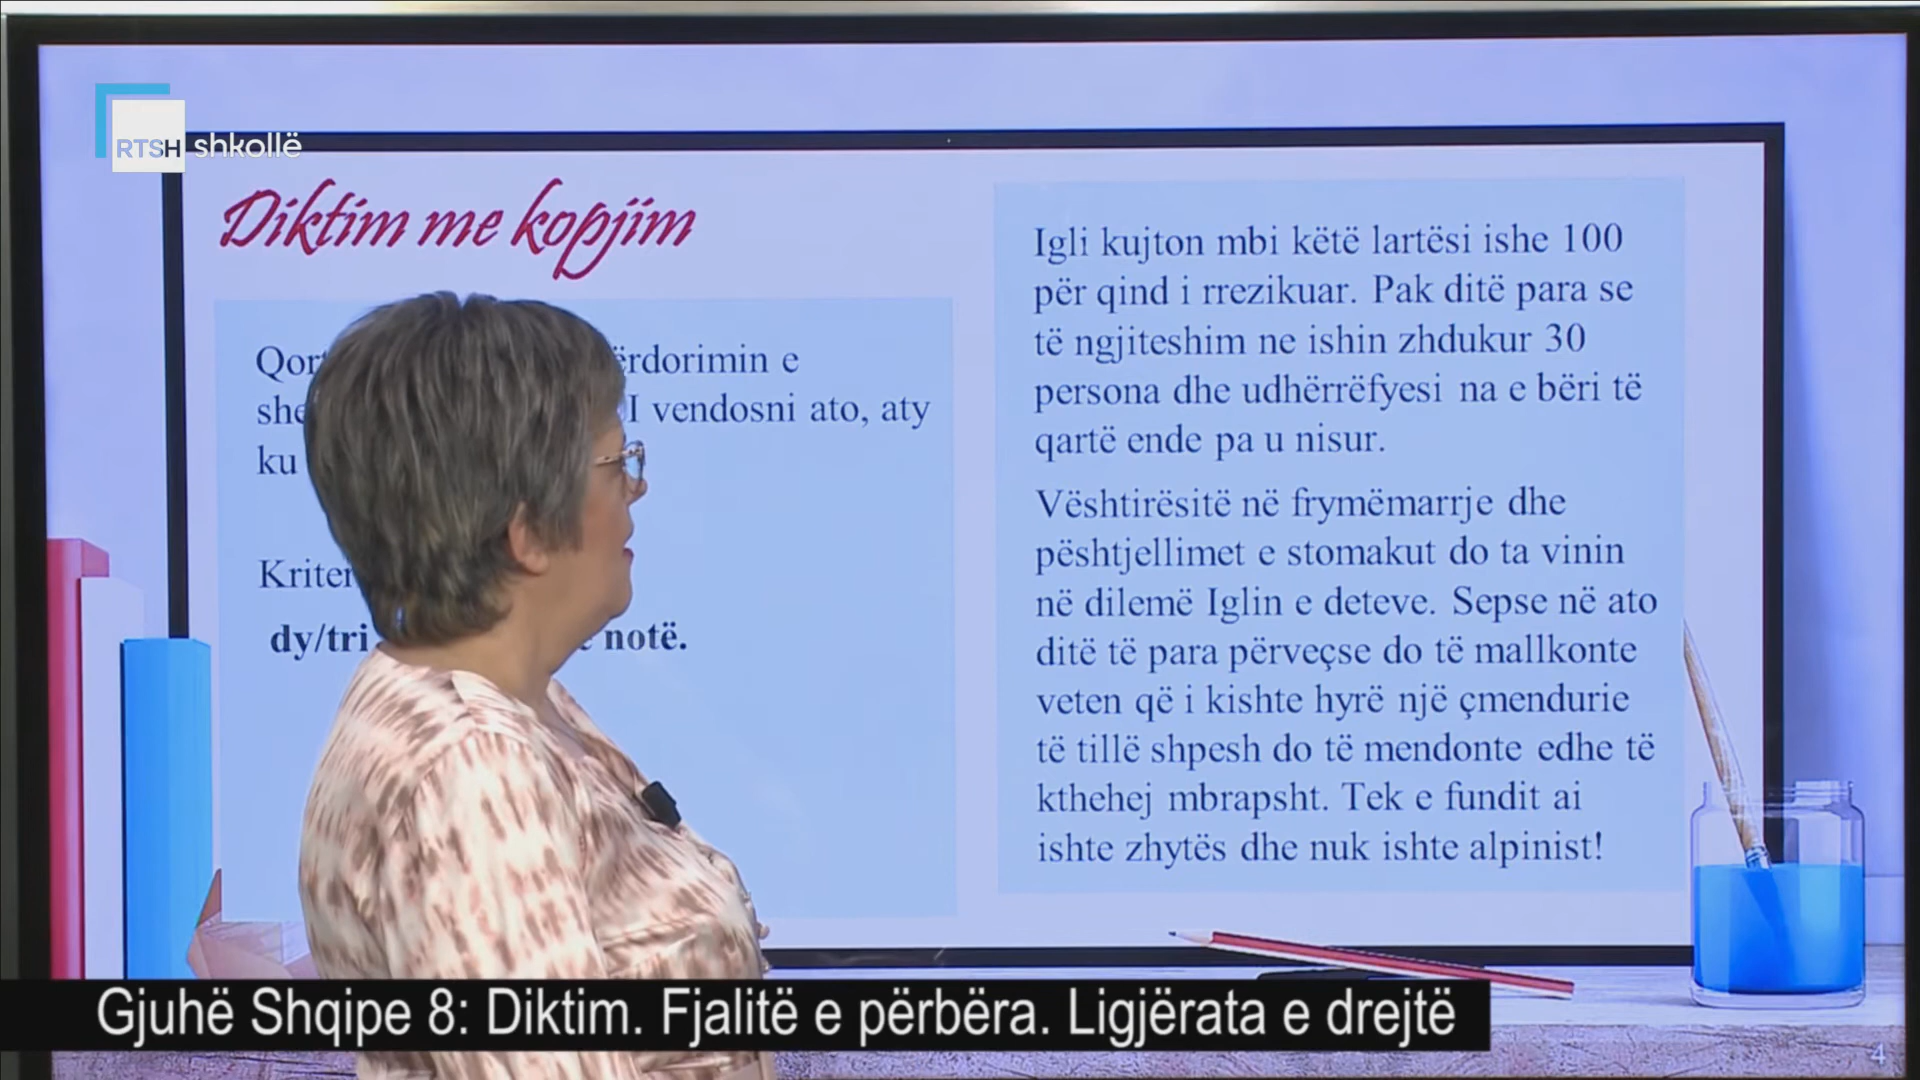 RTSH shkollë
Diktim me kopjim
e
I vendosni ato, aty
ku
dy/tri notë.
Igli kujton mbi këtë lartësi ishe 100
për qind i rrezikuar. Pak ditë para se
të ngjiteshim ne ishin zhdukur 30
persona dhe udhërrëfyesi na e bëri të
qartë ende pa u nisur.
Vështirësitë në frymëmarrje dhe
pështjellimet e stomakut do ta vinin
në dilemë Iglin e deteve. Sepse në ato
ditë të para përveçse do të mallkonte
veten që i kishte hyrë një çmendurie
të tillë shpesh do të mendonte edhe të
kthehej mbrapsht. Tek e fundit ai
ishte zhytës dhe nuk ishte alpinist!
Gjuhë Shqipe 8: Diktim. Fjalitë e përbëra. Ligjërata e drejtë
4